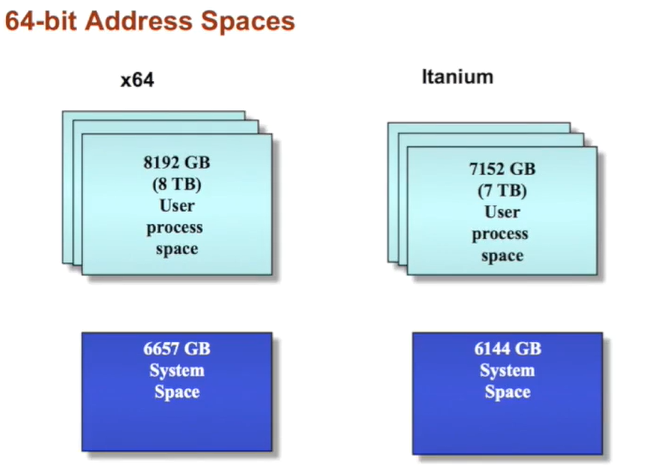 64-bit Address Spaces
x64
Itanium
8192 GB
(8 TB)
User
process
space
7152 GB
(7 TB)
User
process
space
6657 GB
System
Space
6144 GB
System
Space